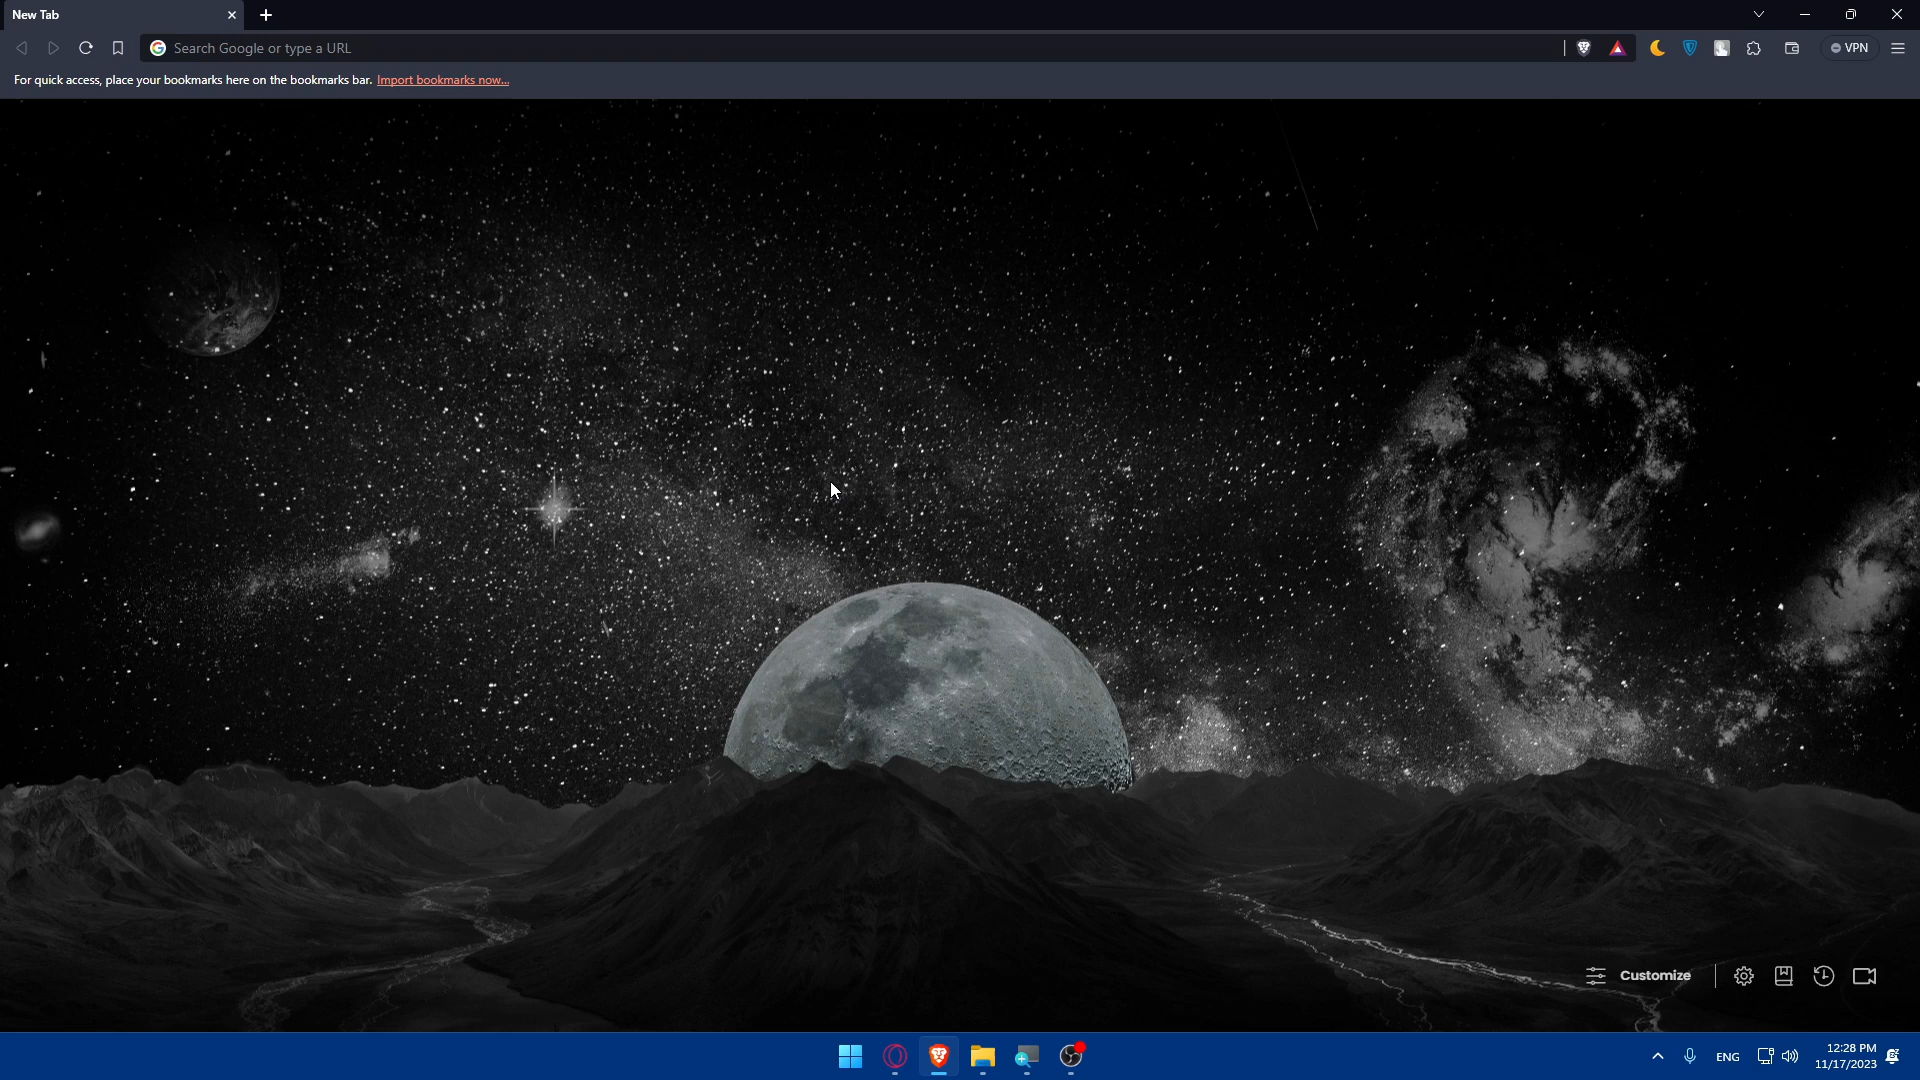 New Tab
Search Google or type a URL
VPN
For quick access, place your bookmarks here on the bookmarks bar. Import bookmarks now...
Customize
ENG
12:28 PM
11/17/2023